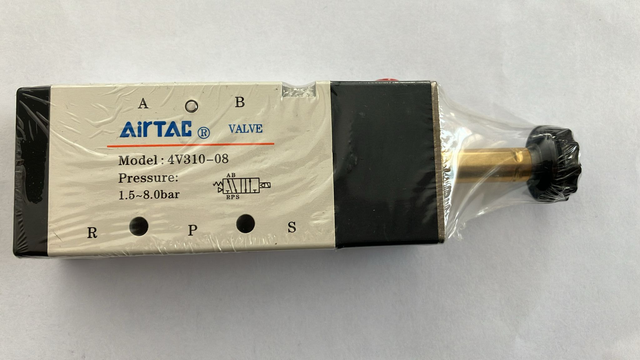 A B
AirTAC ® VALVE
Model: 4V310-08
Pressure:
1.5~8.0bar
AB
RPS
R P S